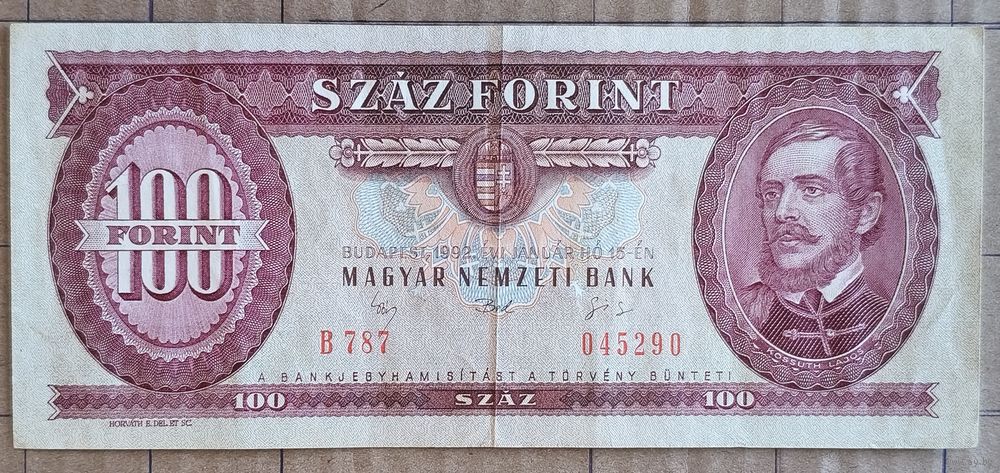 SZÁZ FORINT
100
FORINT
BUDAPEST, 1992. ÉVI JANUÁR HÓ 15-ÉN
MAGYAR NEMZETI BANK
B 787 045290
KOSSUTH LAJOS
A BANKJEGYHAMISÍTÁST A TÖRVÉNY BÜNTETI
100 SZÁZ 100
HORVÁTH E. DEL. ET SC.